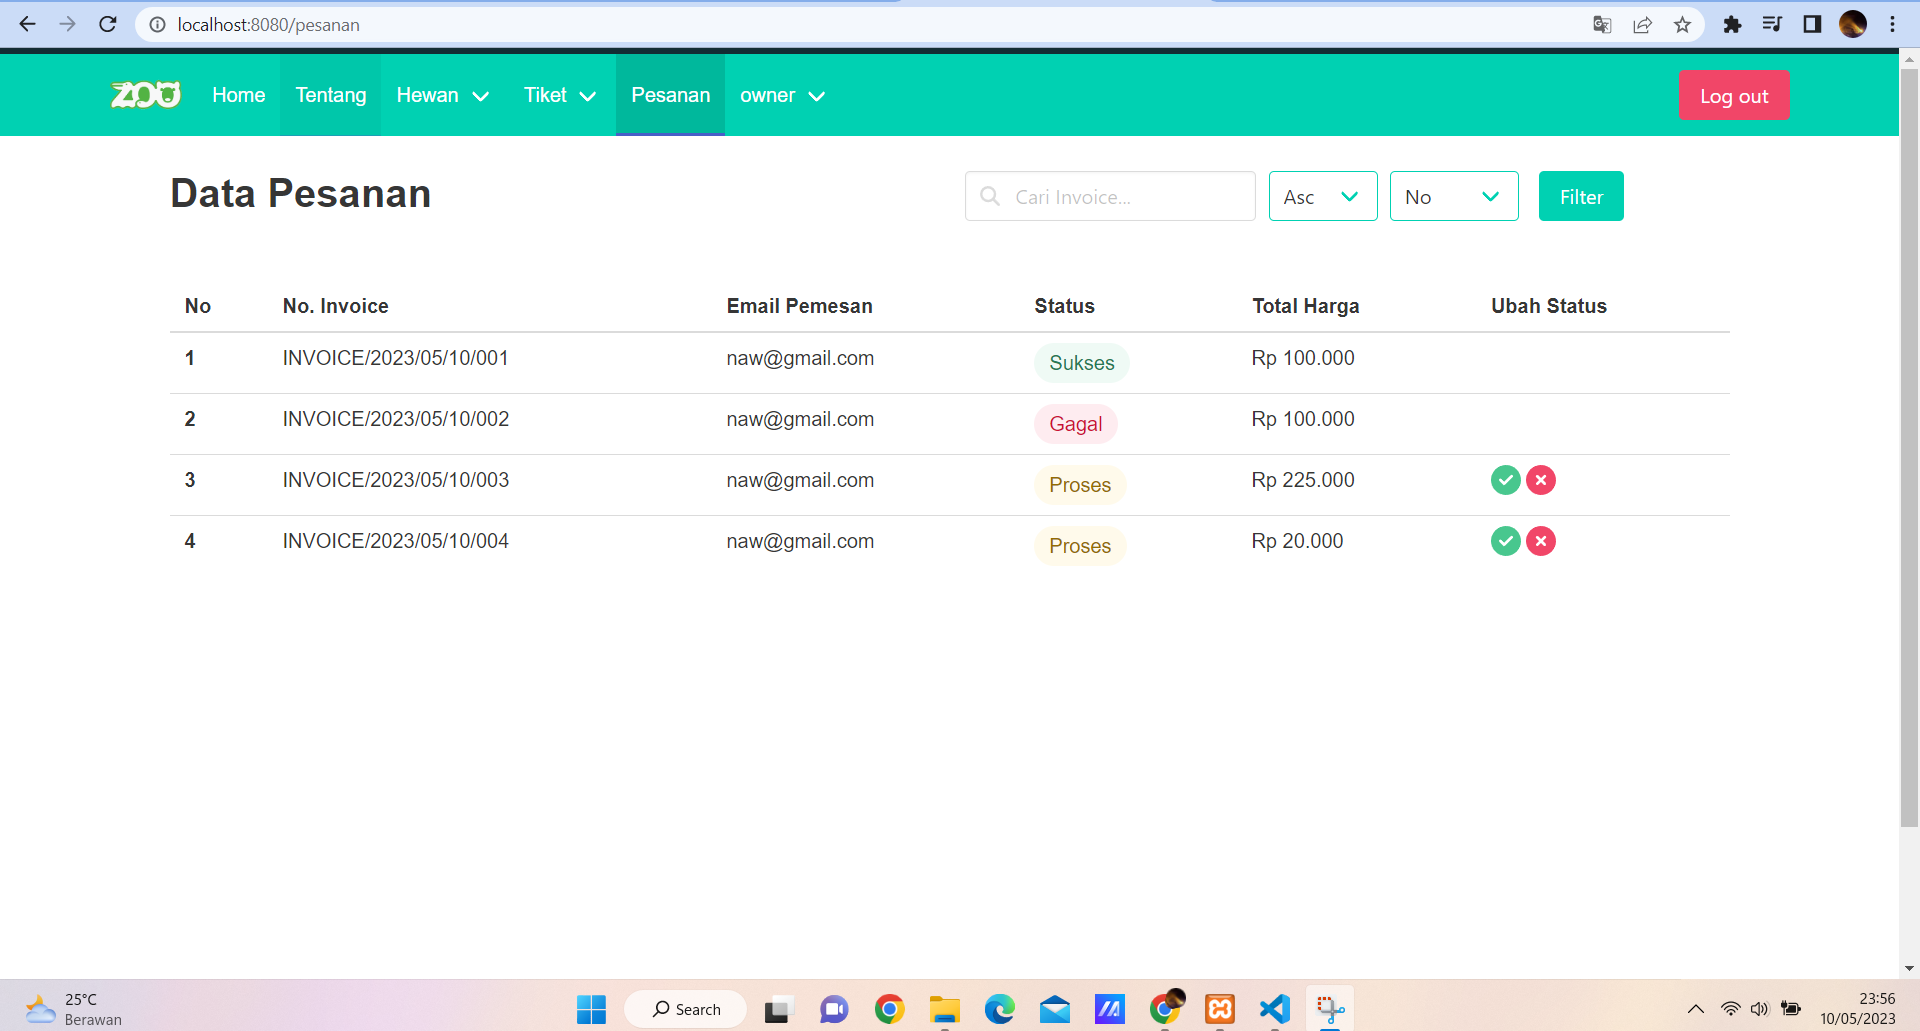 localhost:8080/pesanan
ZOO Home Tentang Hewan Tiket Pesanan owner Log out
Data Pesanan Cari Invoice... Asc No Filter
No No. Invoice Email Pemesan Status Total Harga Ubah Status
1 INVOICE/2023/05/10/001 naw@gmail.com Sukses Rp 100.000
2 INVOICE/2023/05/10/002 naw@gmail.com Gagal Rp 100.000
3 INVOICE/2023/05/10/003 naw@gmail.com Proses Rp 225.000
4 INVOICE/2023/05/10/004 naw@gmail.com Proses Rp 20.000
25°C
Berawan
Search
23:56
10/05/2023